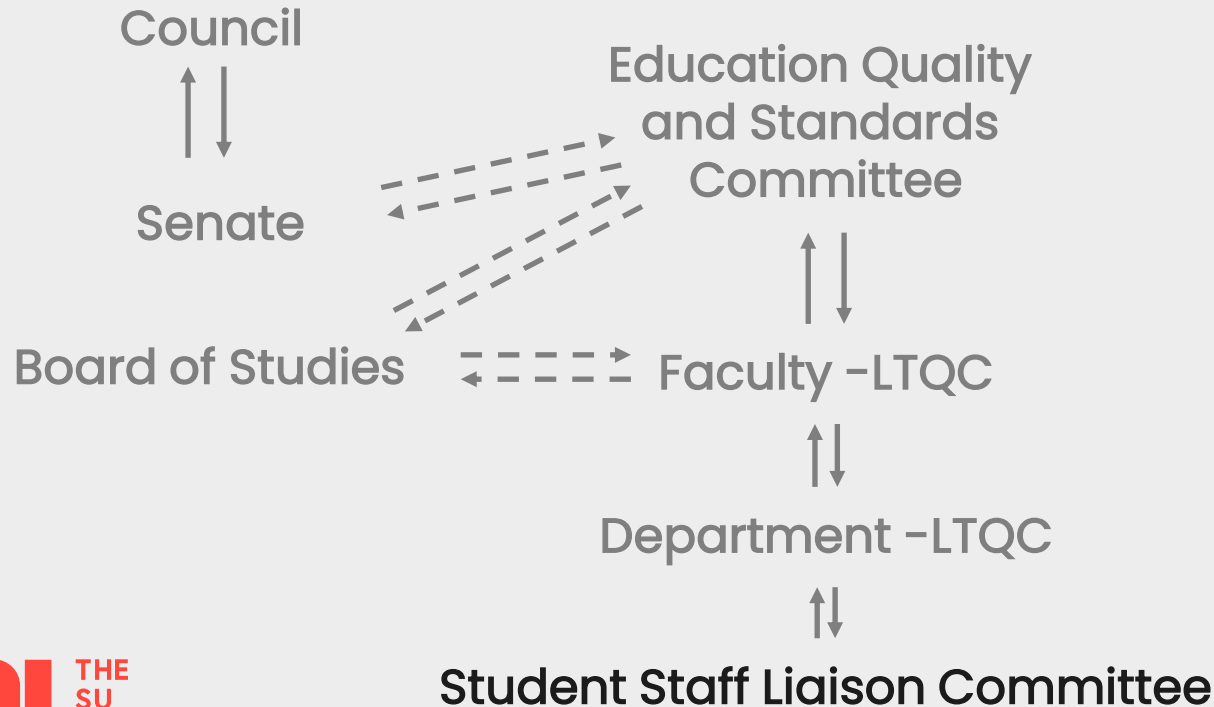 Council
Education Quality
and Standards
Committee
Senate
Board of Studies
Faculty -LTQC
Department -LTQC
Student Staff Liaison Committee
THE
SU